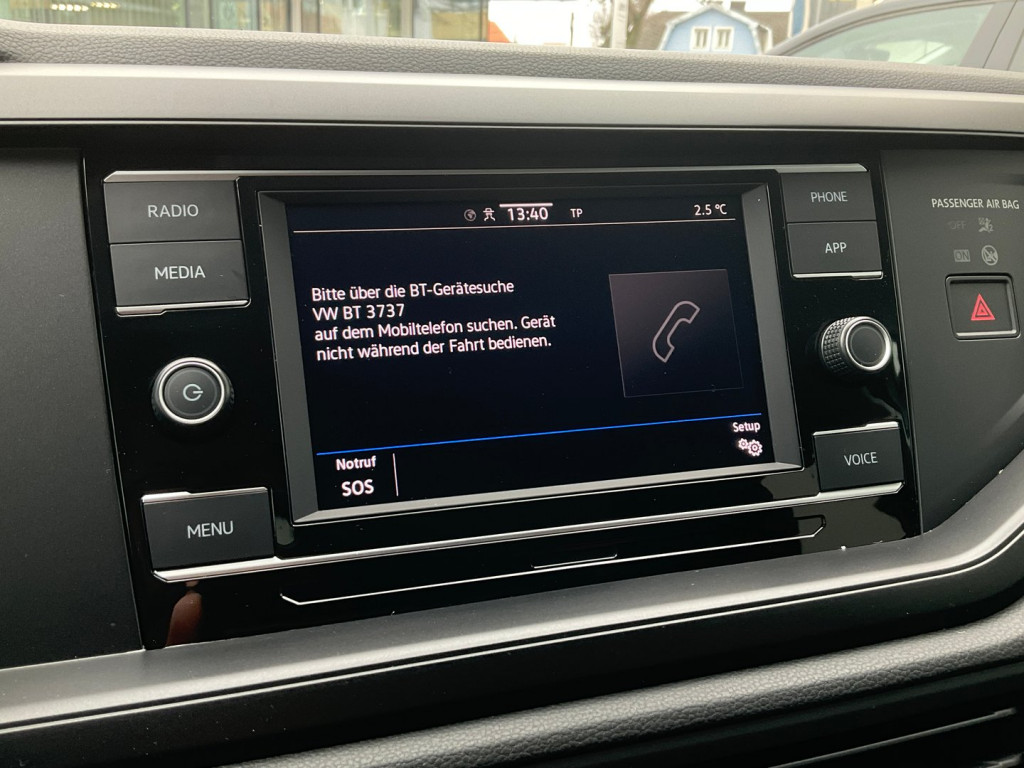 RADIO
MEDIA
MENU
13:40
TP
2.5 °C
Bitte über die BT-Gerätesuche
VW BT 3737
auf dem Mobiltelefon suchen. Gerät
nicht während der Fahrt bedienen.
Setup
Notruf
SOS
PHONE
APP
VOICE
PASSENGER AIR BAG
OFF
ON